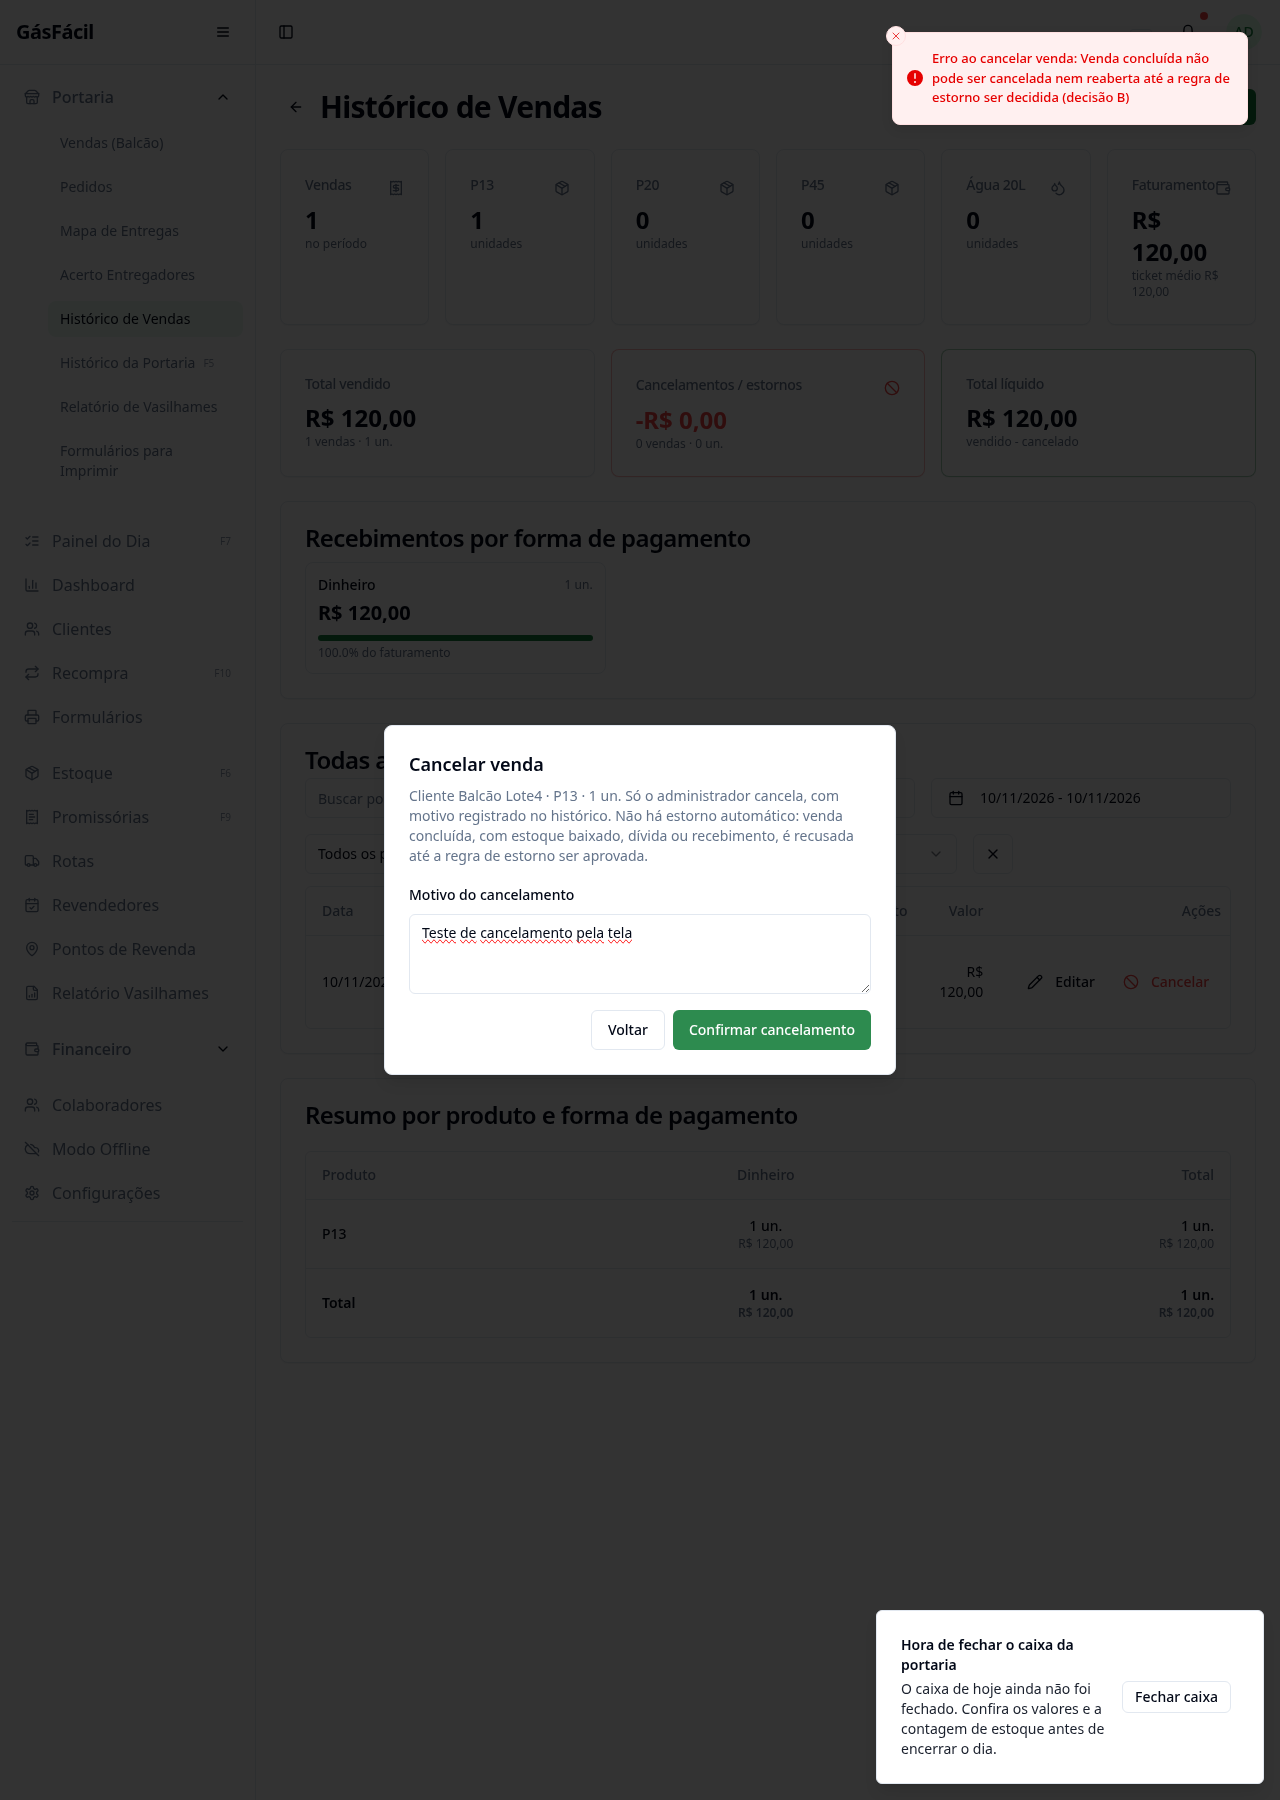 GásFácil
Portaria
Vendas (Balcão)
Pedidos
Mapa de Entregas
Acerto Entregadores
Histórico de Vendas
Histórico da Portaria F5
Relatório de Vasilhames
Formulários para
Imprimir
Painel do Dia F7
Dashboard
Clientes
Recompra F10
Formulários
Estoque F6
Promissórias F9
Rotas
Revendedores
Pontos de Revenda
Relatório Vasilhames
Financeiro
Colaboradores
Modo Offline
Configurações
Erro ao cancelar venda: Venda concluída não
pode ser cancelada nem reaberta até a regra de
estorno ser decidida (decisão B)
Histórico de Vendas
Vendas
1
no período
P13
1
unidades
P20
0
unidades
P45
0
unidades
Água 20L
0
unidades
Faturamento
R$
120,00
ticket médio R$
120,00
Total vendido
R$ 120,00
1 vendas · 1 un.
Cancelamentos / estornos
-R$ 0,00
0 vendas · 0 un.
Total líquido
R$ 120,00
vendido - cancelado
Recebimentos por forma de pagamento
Dinheiro 1 un.
R$ 120,00
100.0% do faturamento
Todas a
Buscar po
10/11/2026 - 10/11/2026
Todos os p
Data
to Valor Ações
10/11/202
R$
120,00
Editar Cancelar
Cancelar venda
Cliente Balcão Lote4 · P13 · 1 un. Só o administrador cancela, com
motivo registrado no histórico. Não há estorno automático: venda
concluída, com estoque baixado, dívida ou recebimento, é recusada
até a regra de estorno ser aprovada.
Motivo do cancelamento
Teste de cancelamento pela tela
Voltar Confirmar cancelamento
Resumo por produto e forma de pagamento
Produto Dinheiro Total
P13 1 un. 1 un.
R$ 120,00 R$ 120,00
Total 1 un. 1 un.
R$ 120,00 R$ 120,00
Hora de fechar o caixa da
portaria
O caixa de hoje ainda não foi
fechado. Confira os valores e a
contagem de estoque antes de
encerrar o dia.
Fechar caixa